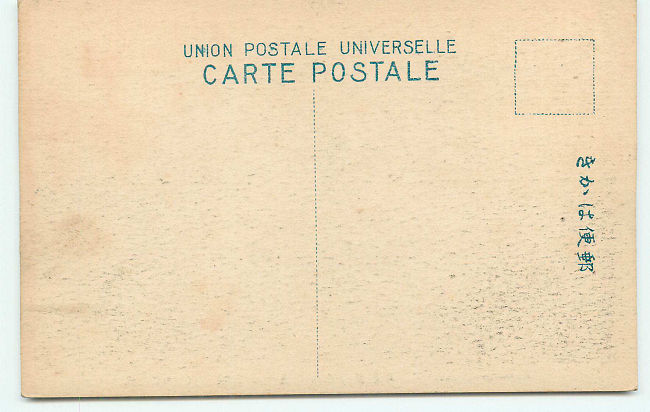 UNION POSTALE UNIVERSELLE
CARTE POSTALE
郵便はかき